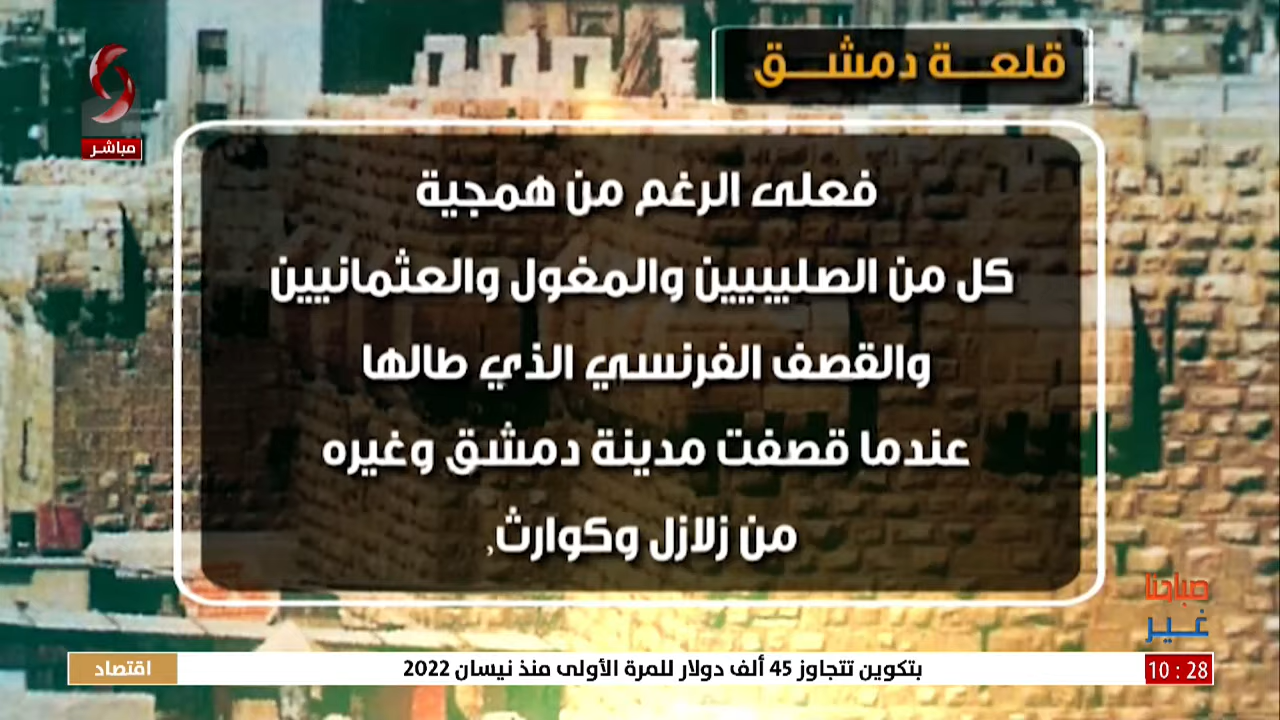 قلعة دمشق
مباشر
فعلى الرغم من همجية
كل من الصليبيين والمغول والعثمانيين
والقصف الفرنسي الذي طالها
عندما قصفت مدينة دمشق وغيره
من زلازل وكوارث,
صباحنا
غير
اقتصاد
بتكوين تتجاوز 45 ألف دولار للمرة الأولى منذ نيسان 2022
10 : 28